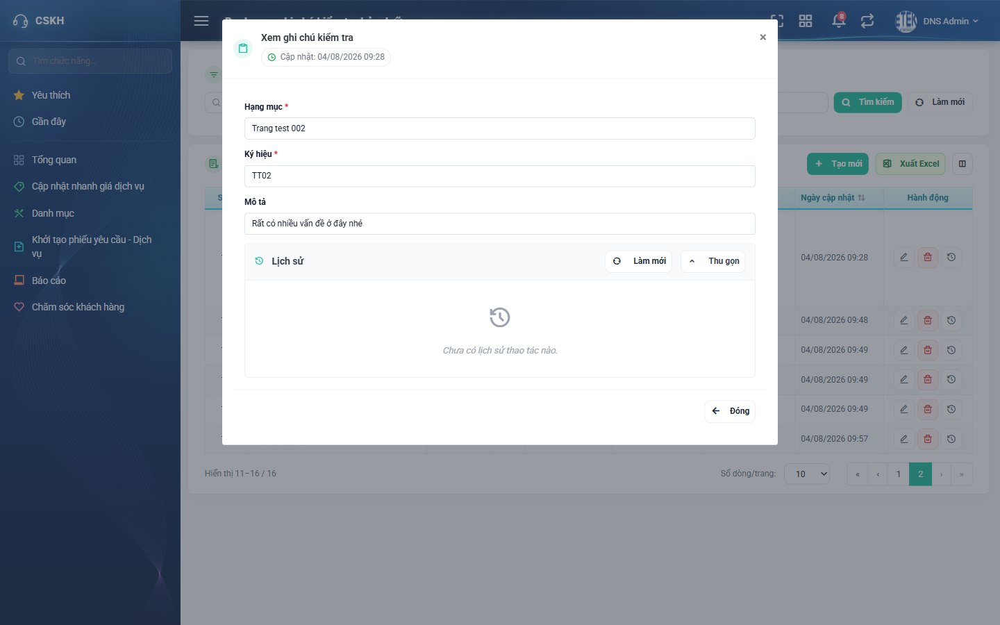 CSKH
Tìm chức năng...
Yêu thích
Gần đây
Tổng quan
Cập nhật nhanh giá dịch vụ
Danh mục
Khởi tạo phiếu yêu cầu - Dịch
vụ
Báo cáo
Chăm sóc khách hàng
8
DNS Admin
Xem ghi chú kiểm tra
Cập nhật: 04/08/2026 09:28
Hạng mục *
Trang test 002
Ký hiệu *
TT02
Mô tả
Rất có nhiều vấn đề ở đây nhé
Lịch sử
Làm mới
Thu gọn
Chưa có lịch sử thao tác nào.
Đóng
Tìm kiếm
Làm mới
Tạo mới
Xuất Excel
Ngày cập nhật
Hành động
04/08/2026 09:28
04/08/2026 09:48
04/08/2026 09:49
04/08/2026 09:49
04/08/2026 09:49
04/08/2026 09:57
Hiển thị 11–16 / 16
Số dòng/trang:
10
« ‹ 1 2 › »